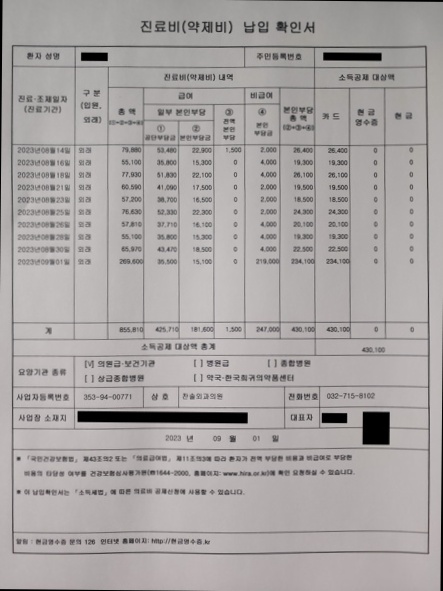 진료비(약제비) 납입 확인서
환자 성명 주민등록번호
진료·조제일자 (진료기간) 구 분 (입원, 외래) 진료비(약제비) 내역 소득공제 대상액
급여 비급여
총 액 (①+②+③+④) 일부 본인부담 ③ 전액 본인 부담 ④ 본인 부담금 본인부담 총 액 (②+③+④) 카 드 현 금 영수증 현 금
① 공단부담금 ② 본인부담금
2023년08월14일 외래 79,880 53,480 22,900 1,500 2,000 26,400 26,400 0 0
2023년08월16일 외래 55,100 35,800 15,300 0 4,000 19,300 19,300 0 0
2023년08월18일 외래 77,930 51,830 22,100 0 4,000 26,100 26,100 0 0
2023년08월21일 외래 60,590 41,090 17,500 0 2,000 19,500 19,500 0 0
2023년08월23일 외래 57,200 38,700 16,500 0 2,000 18,500 18,500 0 0
2023년08월25일 외래 76,630 52,330 22,300 0 2,000 24,300 24,300 0 0
2023년08월26일 외래 57,810 37,710 16,100 0 4,000 20,100 20,100 0 0
2023년08월28일 외래 55,100 35,800 15,300 0 4,000 19,300 19,300 0 0
2023년08월30일 외래 65,970 43,470 18,500 0 4,000 22,500 22,500 0 0
2023년09월01일 외래 269,600 35,500 15,100 0 219,000 234,100 234,100 0 0
계 855,810 425,710 181,600 1,500 247,000 430,100 430,100 0 0
소득공제 대상액 총계 430,100
요양기관 종류 [V] 의원급·보건기관 [ ] 병원급 [ ] 종합병원
[ ] 상급종합병원 [ ] 약국·한국희귀의약품센터
사업자등록번호 353-94-00771 상 호 전화번호 032-715-8102
사업장 소재지 대표자
2023 년 09 월 01 일
* 「국민건강보험법」 제43조의2 또는 「의료급여법」 제11조의3에 따라 환자가 전액 부담한 비용과 비급여로 부담한
비용의 타당성 여부를 건강보험심사평가원(☎1644-2000, 홈페이지: www.hira.or.kr)에 확인 요청하실 수 있습니다.
* 이 납입확인서는 「소득세법」에 따른 의료비 공제신청에 사용할 수 있습니다.
알림 : 현금영수증 문의 126 인터넷 홈페이지: http://현금영수증.kr